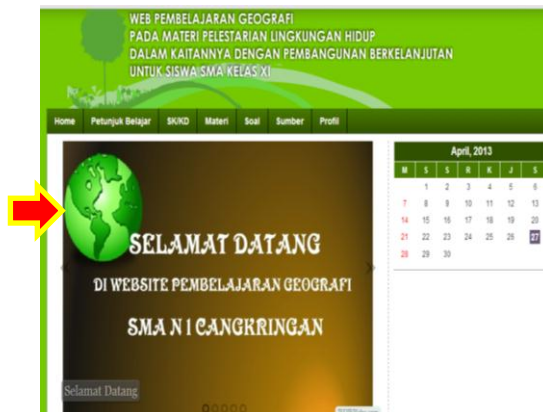 WEB PEMBELAJARAN GEOGRAFI
PADA MATERI PELESTARIAN LINGKUNGAN HIDUP
DALAM KAITANNYA DENGAN PEMBANGUNAN BERKELANJUTAN
UNTUK SISWA SMA KELAS XI
Home Petunjuk Belajar SK/KD Materi Soal Sumber Profil
April, 2013
M S S R K J S
1 2 3 4 5 6
7 8 9 10 11 12 13
14 15 16 17 18 19 20
21 22 23 24 25 26 27
28 29 30
SELAMAT DATANG
DI WEBSITE PEMBELAJARAN GEOGRAFI
SMA N 1 CANGKRINGAN
Selamat Datang